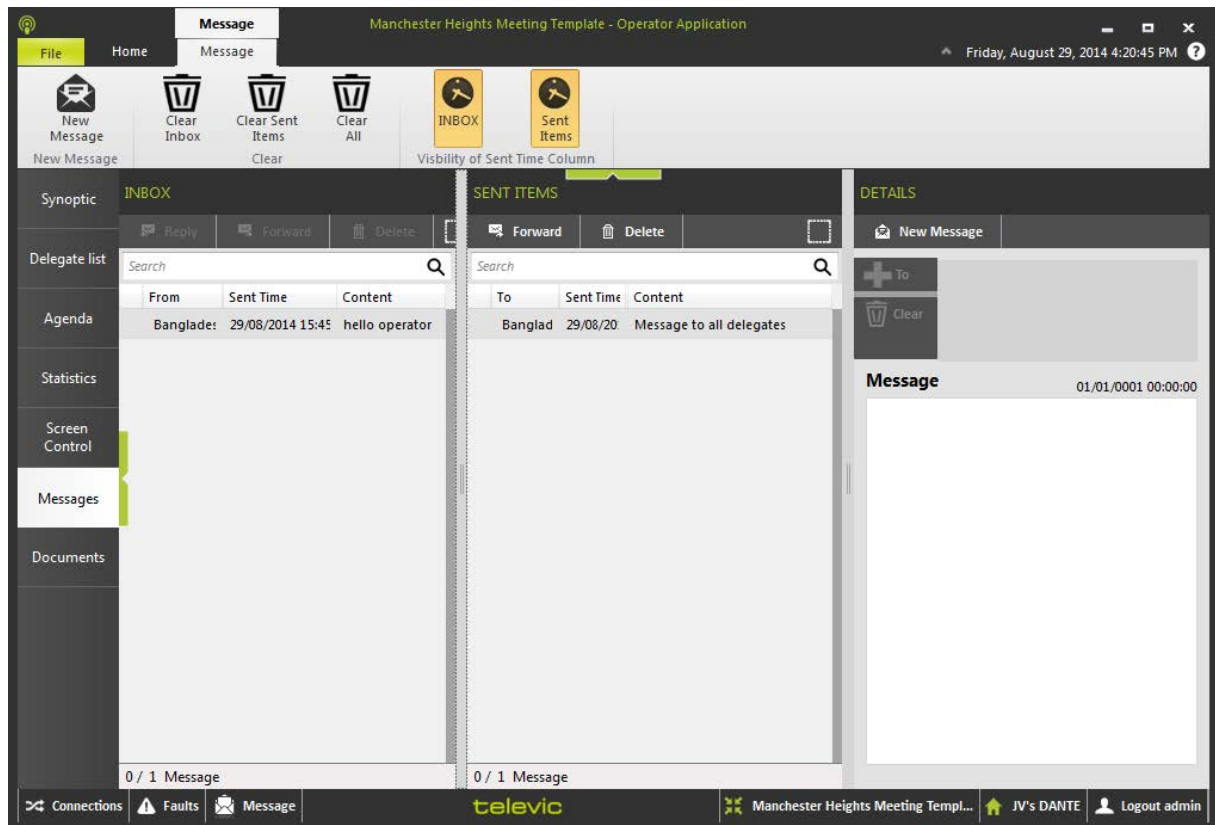 Message
Manchester Heights Meeting Template - Operator Application
File Home Message
Friday, August 29, 2014 4:20:45 PM ?
New Message
Clear Inbox
Clear Sent Items
Clear All
INBOX
Sent Items
New Message
Clear
Visbility of Sent Time Column
Synoptic
Delegate list
Agenda
Statistics
Screen Control
Messages
Documents
INBOX
Reply Forward Delete
Search
From Sent Time Content
Banglade: 29/08/2014 15:45 hello operator
0 / 1 Message
SENT ITEMS
Forward Delete
Search
To Sent Time Content
Banglad 29/08/20 Message to all delegates
0 / 1 Message
DETAILS
New Message
To
Clear
Message 01/01/0001 00:00:00
Connections Faults Message
televic
Manchester Heights Meeting Templ... JV's DANTE Logout admin